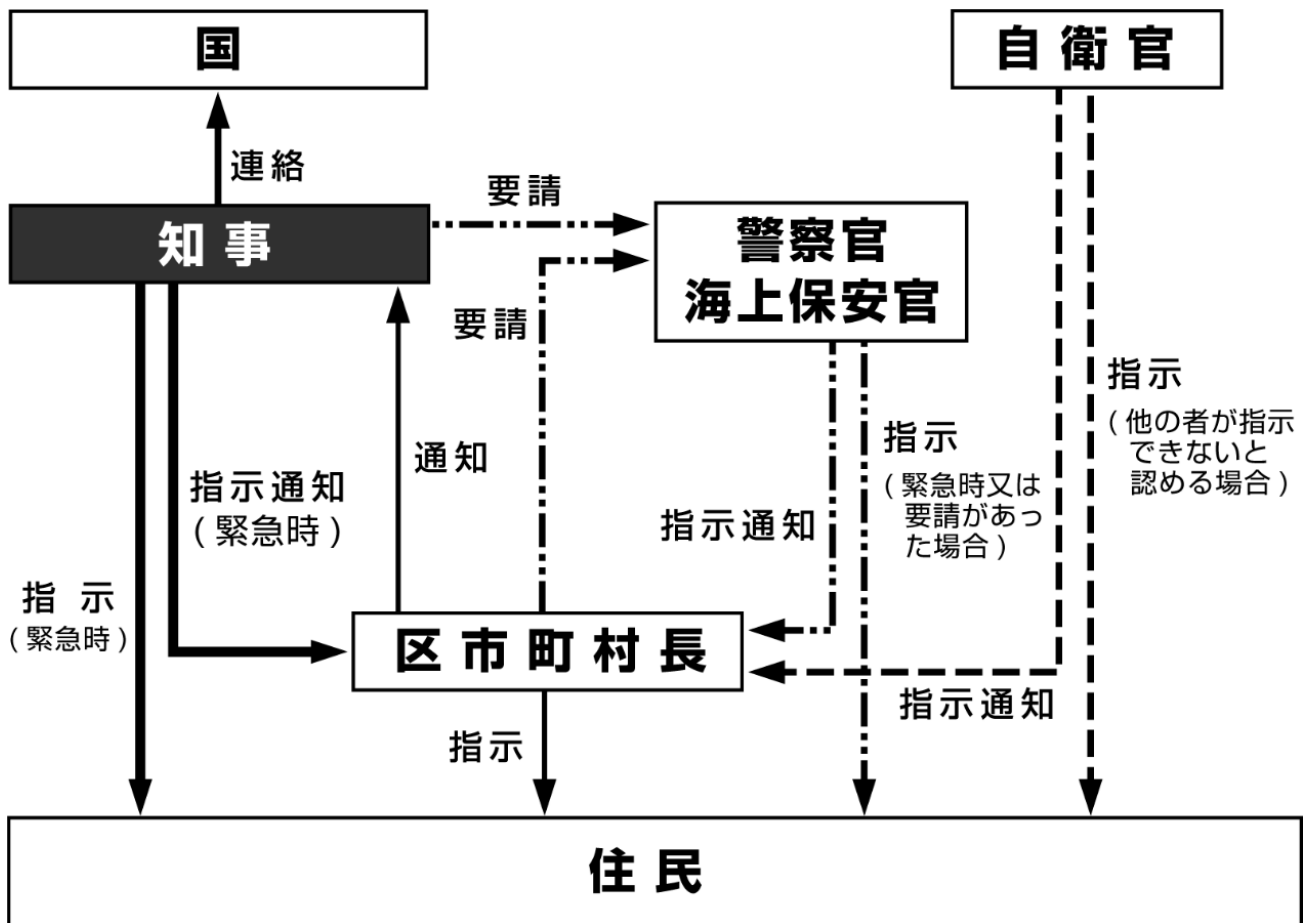 国
自衛官
連絡
要請
知事
警察官
海上保安官
要請
指示
(他の者が指示
できないと
認める場合)
通知
指示
(緊急時又は
要請があっ
た場合)
指示通知
(緊急時)
指示通知
指示
(緊急時)
区市町村長
指示通知
指示
住民